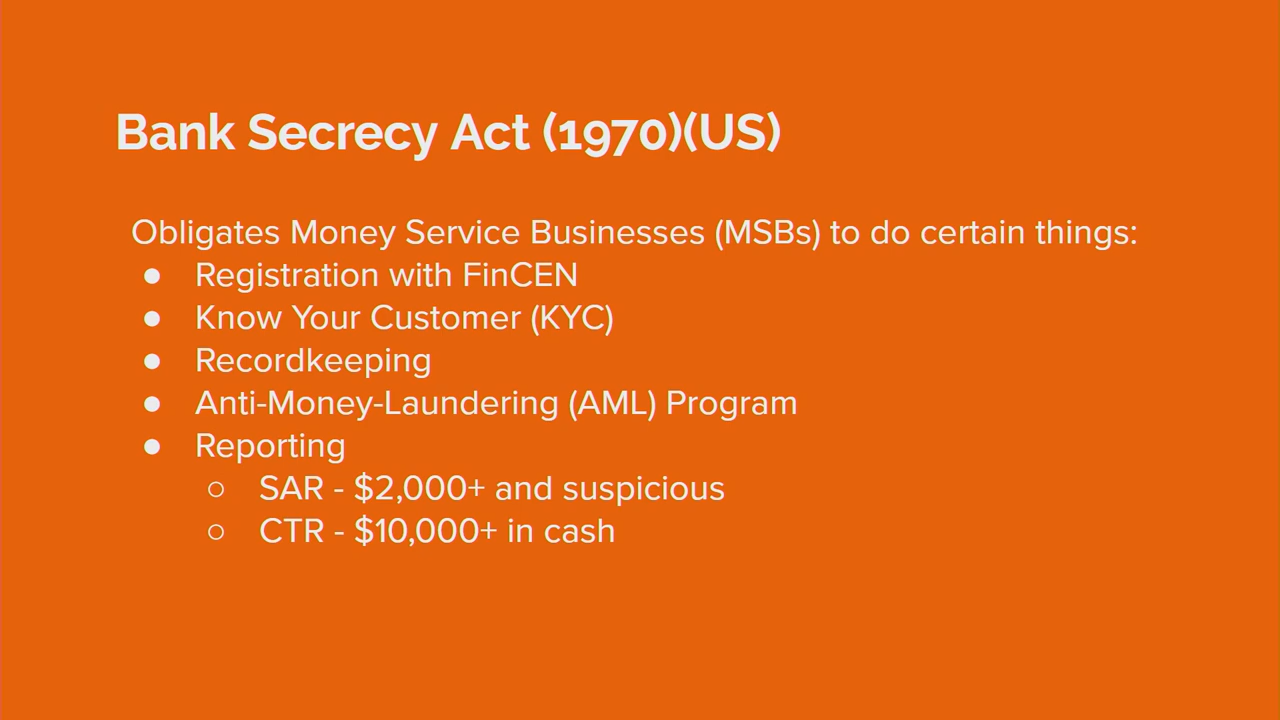 Bank Secrecy Act (1970)(US)
Obligates Money Service Businesses (MSBs) to do certain things:
● Registration with FinCEN
● Know Your Customer (KYC)
● Recordkeeping
● Anti-Money-Laundering (AML) Program
● Reporting
○ SAR - $2,000+ and suspicious
○ CTR - $10,000+ in cash